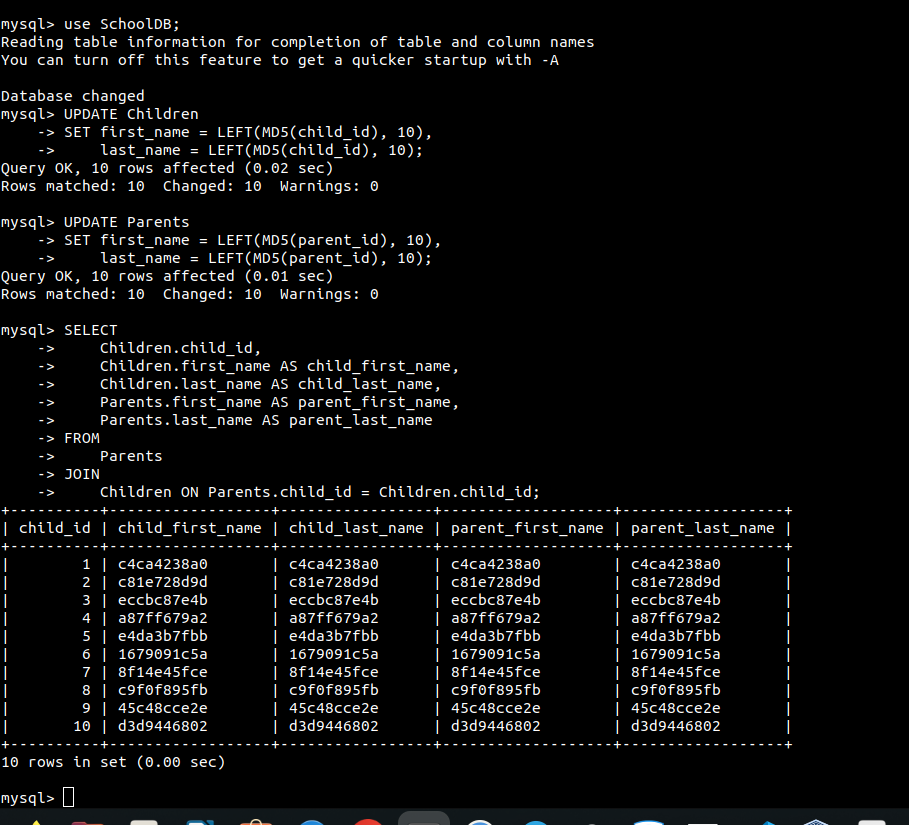 mysql> use SchoolDB;
Reading table information for completion of table and column names
You can turn off this feature to get a quicker startup with -A

Database changed
mysql> UPDATE Children
    -> SET first_name = LEFT(MD5(child_id), 10),
    ->     last_name = LEFT(MD5(child_id), 10);
Query OK, 10 rows affected (0.02 sec)
Rows matched: 10  Changed: 10  Warnings: 0

mysql> UPDATE Parents
    -> SET first_name = LEFT(MD5(parent_id), 10),
    ->     last_name = LEFT(MD5(parent_id), 10);
Query OK, 10 rows affected (0.01 sec)
Rows matched: 10  Changed: 10  Warnings: 0

mysql> SELECT
    ->     Children.child_id,
    ->     Children.first_name AS child_first_name,
    ->     Children.last_name AS child_last_name,
    ->     Parents.first_name AS parent_first_name,
    ->     Parents.last_name AS parent_last_name
    -> FROM
    ->     Parents
    -> JOIN
    ->     Children ON Parents.child_id = Children.child_id;
+----------+------------------+-----------------+-------------------+------------------+
| child_id | child_first_name | child_last_name | parent_first_name | parent_last_name |
+----------+------------------+-----------------+-------------------+------------------+
|        1 | c4ca4238a0       | c4ca4238a0      | c4ca4238a0        | c4ca4238a0       |
|        2 | c81e728d9d       | c81e728d9d      | c81e728d9d        | c81e728d9d       |
|        3 | eccbc87e4b       | eccbc87e4b      | eccbc87e4b        | eccbc87e4b       |
|        4 | a87ff679a2       | a87ff679a2      | a87ff679a2        | a87ff679a2       |
|        5 | e4da3b7fbb       | e4da3b7fbb      | e4da3b7fbb        | e4da3b7fbb       |
|        6 | 1679091c5a       | 1679091c5a      | 1679091c5a        | 1679091c5a       |
|        7 | 8f14e45fce       | 8f14e45fce      | 8f14e45fce        | 8f14e45fce       |
|        8 | c9f0f895fb       | c9f0f895fb      | c9f0f895fb        | c9f0f895fb       |
|        9 | 45c48cce2e       | 45c48cce2e      | 45c48cce2e        | 45c48cce2e       |
|       10 | d3d9446802       | d3d9446802      | d3d9446802        | d3d9446802       |
+----------+------------------+-----------------+-------------------+------------------+
10 rows in set (0.00 sec)

mysql>